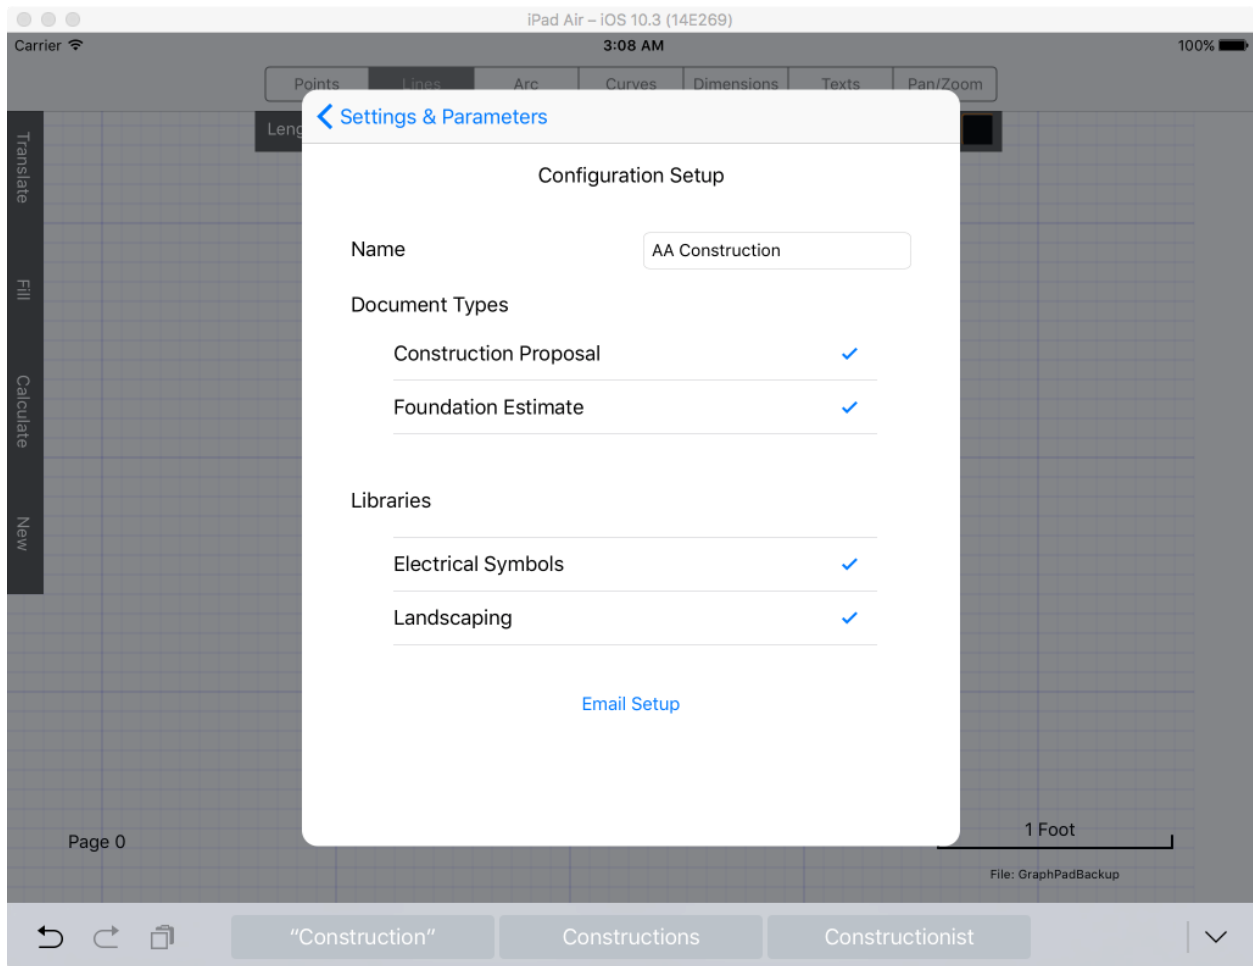 iPad Air – iOS 10.3 (14E269)
Carrier 3:08 AM 100%
Points Lines Arc Curves Dimensions Texts Pan/Zoom
Settings & Parameters
Translate
Fill
Calculate
New
Configuration Setup
Name AA Construction
Document Types
Construction Proposal
Foundation Estimate
Libraries
Electrical Symbols
Landscaping
Email Setup
Page 0
1 Foot
File: GraphPadBackup
“Construction” Constructions Constructionist